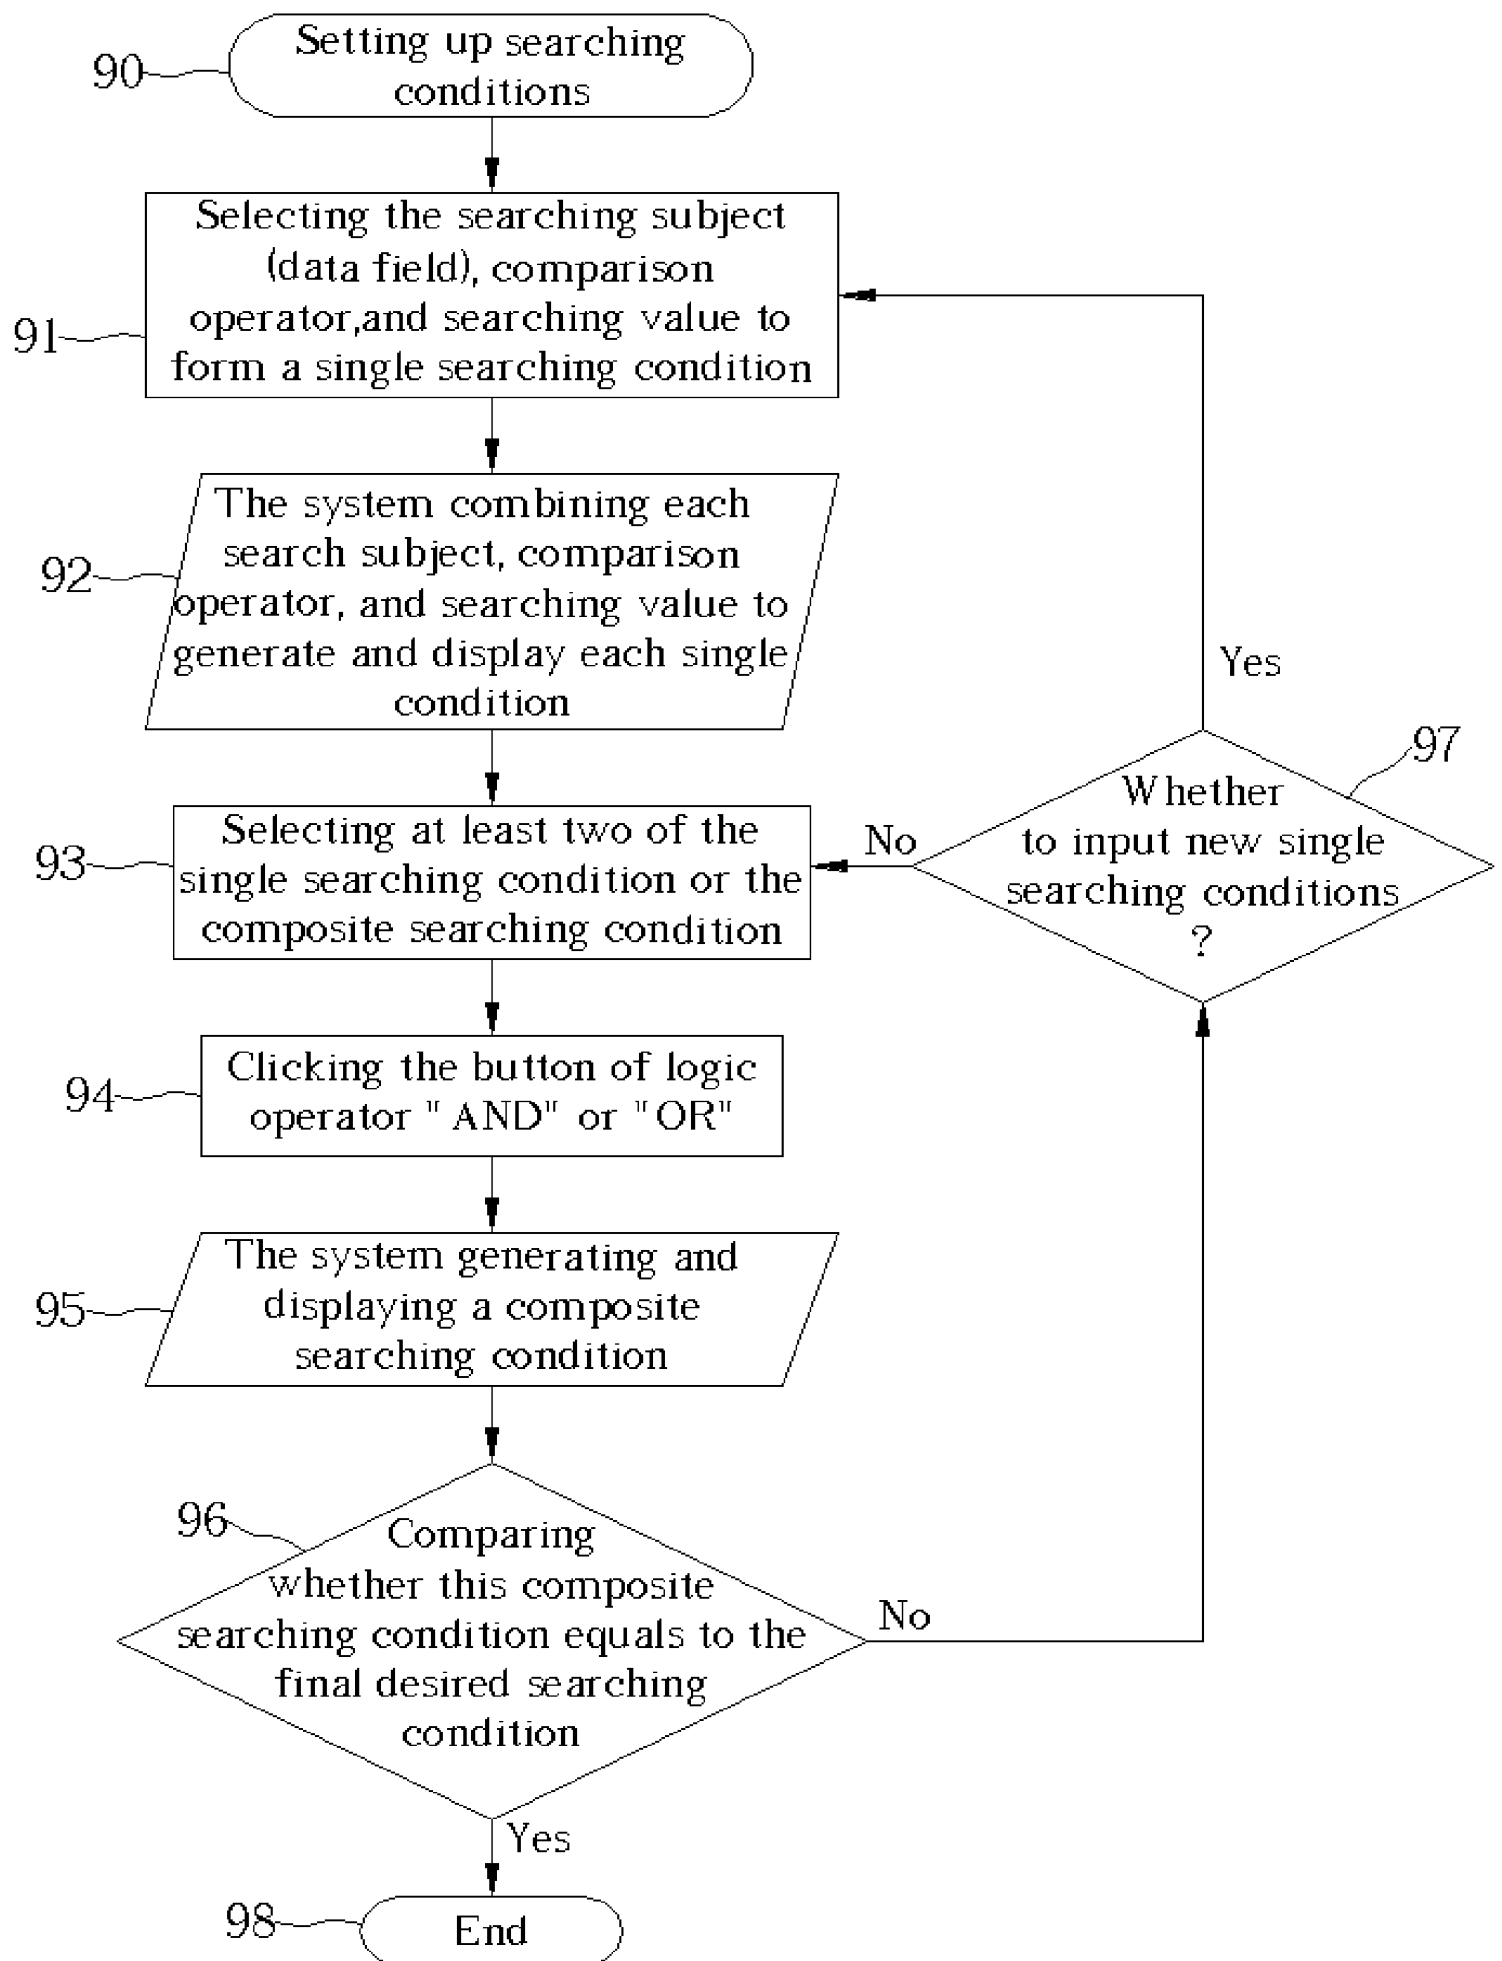 90
Setting up searching
conditions
91
Selecting the searching subject
(data field), comparison
operator,and searching value to
form a single searching condition
92
The system combining each
search subject, comparison
operator, and searching value to
generate and display each single
condition
Yes
97
Whether
to input new single
searching conditions
?
No
93
Selecting at least two of the
single searching condition or the
composite searching condition
94
Clicking the button of logic
operator "AND" or "OR"
95
The system generating and
displaying a composite
searching condition
96
Comparing
whether this composite
searching condition equals to the
final desired searching
condition
No
Yes
98
End